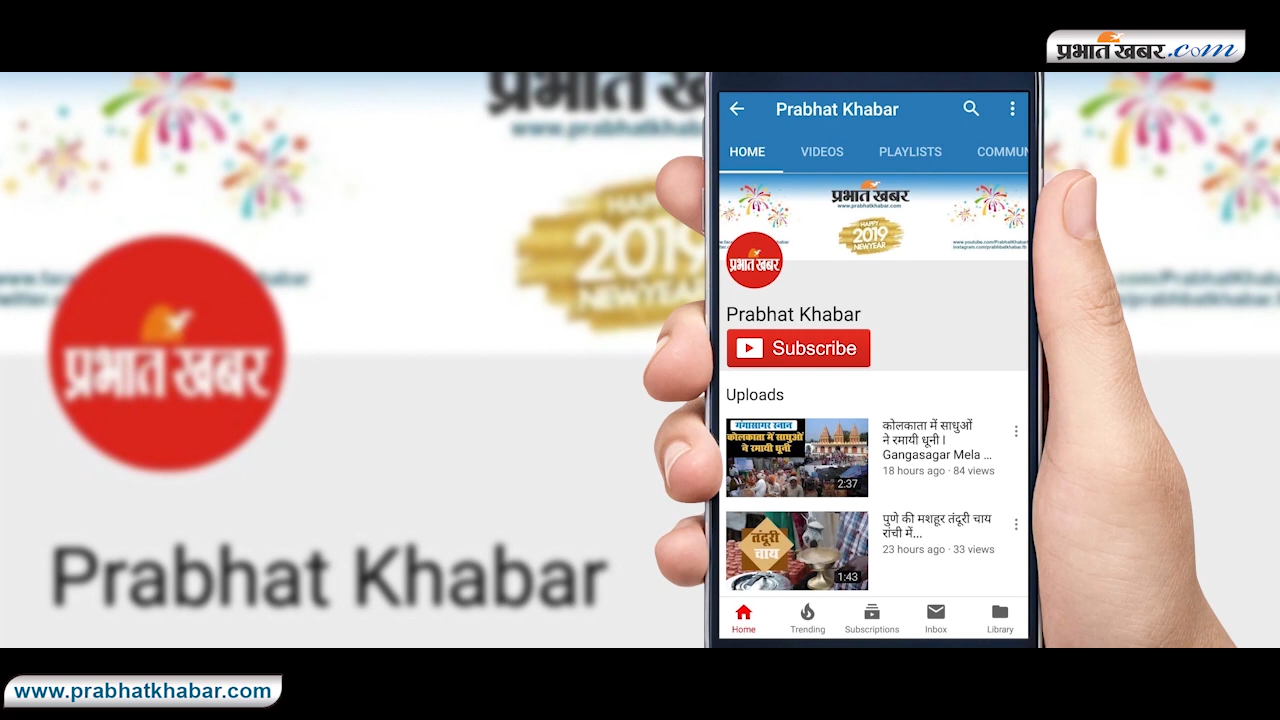 प्रभात खबर.com
प्रभात ख
HAPPY
2019
NEWYEAR
प्रभात खबर
Prabhat Khabar
Prabhat Khabar
HOME VIDEOS PLAYLISTS COMMUN
प्रभात खबर
www.prabhatkhabar.com
HAPPY
2019
NEWYEAR
प्रभात खबर
Prabhat Khabar
Subscribe
Uploads
गंगासागर स्नान
कोलकाता में साधुओं
ने रमायी धूनी
2:37
कोलकाता में साधुओं
ने रमायी धूनी l
Gangasagar Mela ...
18 hours ago · 84 views
तंदूरी
चाय
1:43
पुणे की मशहूर तंदूरी चाय
रांची में...
23 hours ago · 33 views
Home Trending Subscriptions Inbox Library
www.prabhatkhabar.com